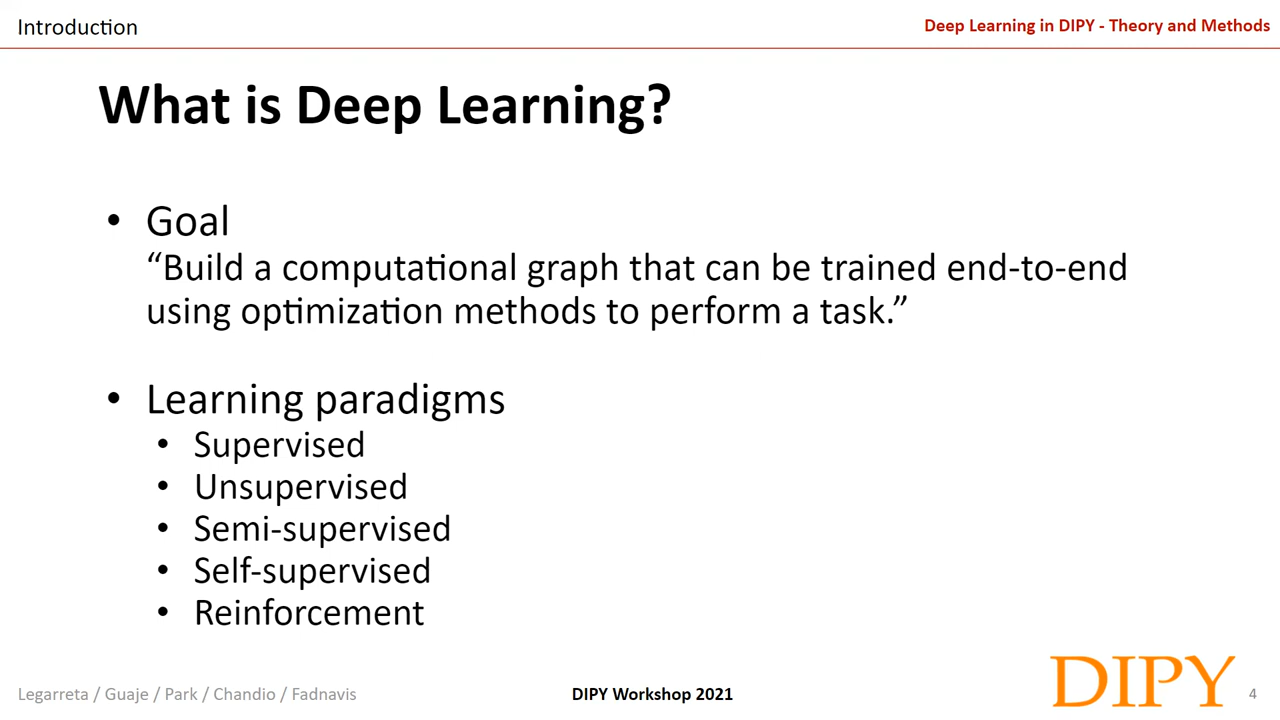 Introduction
Deep Learning in DIPY - Theory and Methods
What is Deep Learning?
• Goal
“Build a computational graph that can be trained end-to-end
using optimization methods to perform a task.”
• Learning paradigms
• Supervised
• Unsupervised
• Semi-supervised
• Self-supervised
• Reinforcement
Legarreta / Guaje / Park / Chandio / Fadnavis
DIPY Workshop 2021
DIPY
4